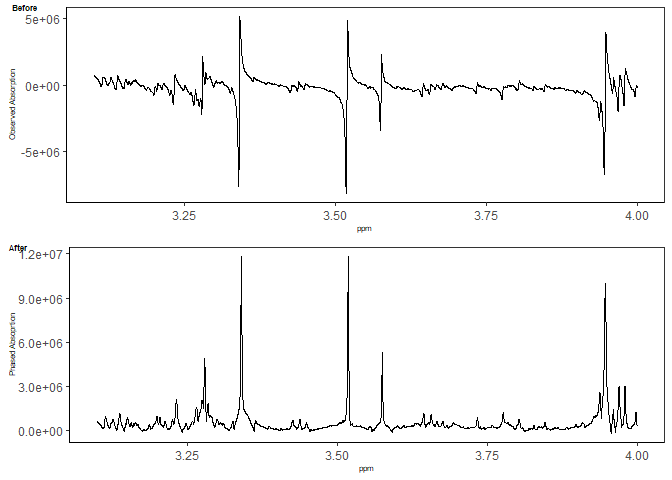 Before
5e+06
0e+00
-5e+06
Observed Absorption
3.25 3.50 3.75 4.00
ppm
After
1.2e+07
9.0e+06
6.0e+06
3.0e+06
0.0e+00
Phased Absorption
3.25 3.50 3.75 4.00
ppm